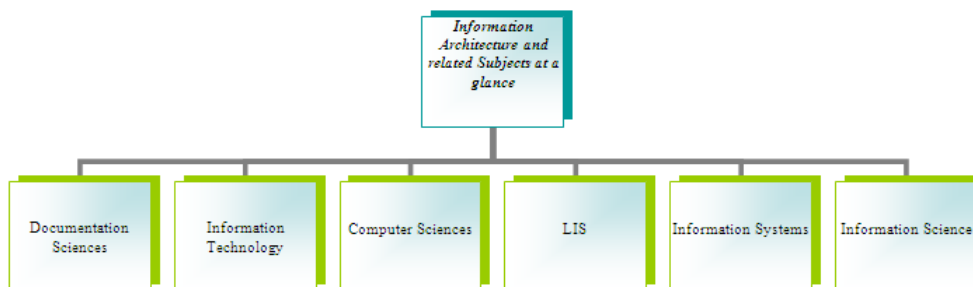 Information
Architecture and
related Subjects at a
glance
Documentation
Sciences
Information
Technology
Computer Sciences
LIS
Information Systems
Information Science